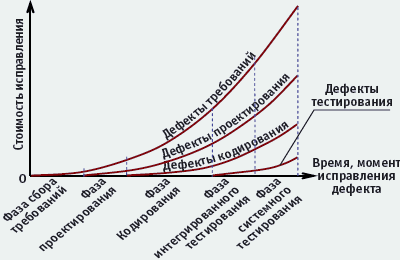 Стоимость исправления
Дефекты требований
Дефекты проектирования
Дефекты кодирования
Дефекты
тестирования
0
Время, момент
исправления
дефекта
Фаза сбора
требований
Фаза
проектирования
Фаза
Кодирования
Фаза
интегрированного
тестирования
Фаза
системного
тестирования